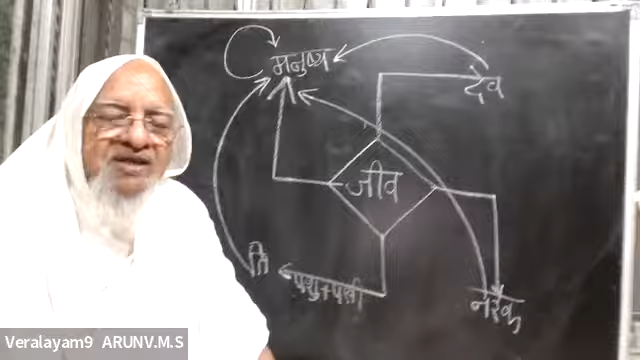 मनुष्य
देव
जीव
ति
पशु+पक्षी
नरक
Veralayam9 ARUNV.M.S